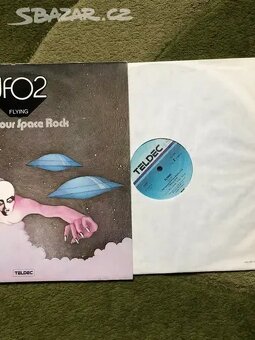 SBAZAR.CZ
UFO2
FLYING
our Space Rock
TELDEC
TELDEC